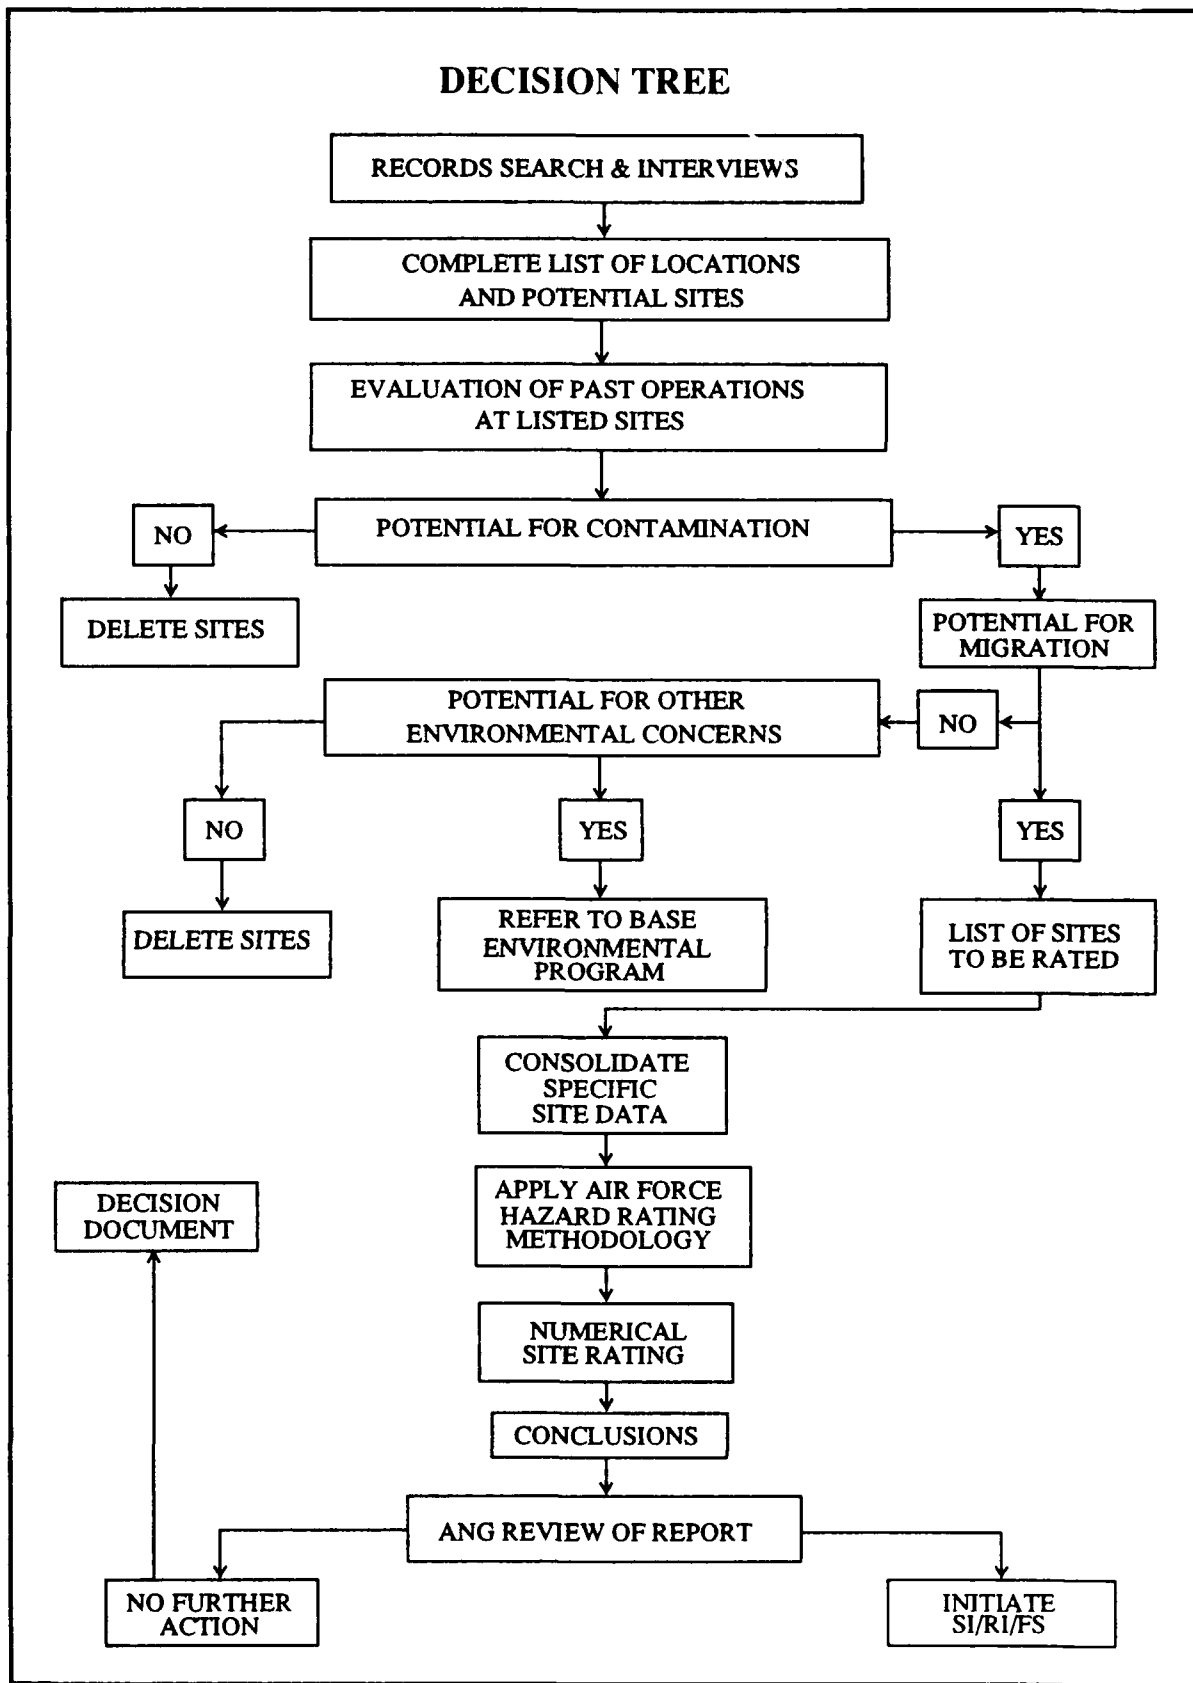 DECISION TREE
RECORDS SEARCH & INTERVIEWS
COMPLETE LIST OF LOCATIONS
AND POTENTIAL SITES
EVALUATION OF PAST OPERATIONS
AT LISTED SITES
NO
POTENTIAL FOR CONTAMINATION
YES
DELETE SITES
POTENTIAL FOR
MIGRATION
POTENTIAL FOR OTHER
ENVIRONMENTAL CONCERNS
NO
NO
YES
YES
DELETE SITES
REFER TO BASE
ENVIRONMENTAL
PROGRAM
LIST OF SITES
TO BE RATED
CONSOLIDATE
SPECIFIC
SITE DATA
APPLY AIR FORCE
HAZARD RATING
METHODOLOGY
DECISION
DOCUMENT
NUMERICAL
SITE RATING
CONCLUSIONS
ANG REVIEW OF REPORT
NO FURTHER
ACTION
INITIATE
SI/RI/FS